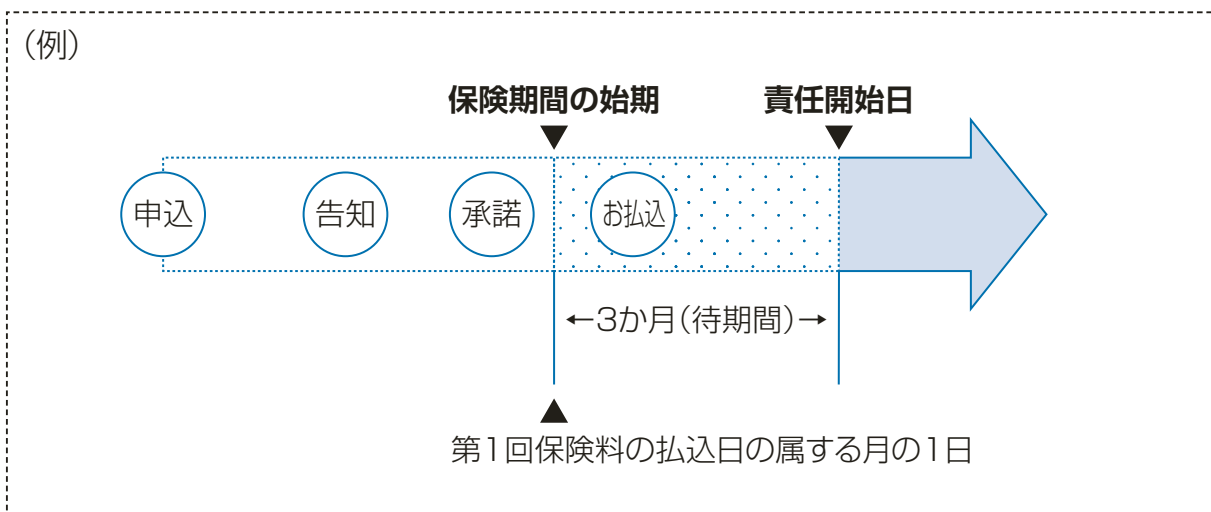 （例）
保険期間の始期 責任開始日
▼ ▼
申込 告知 承諾 お払込
←3か月（待期間）→
▲
第1回保険料の払込日の属する月の1日